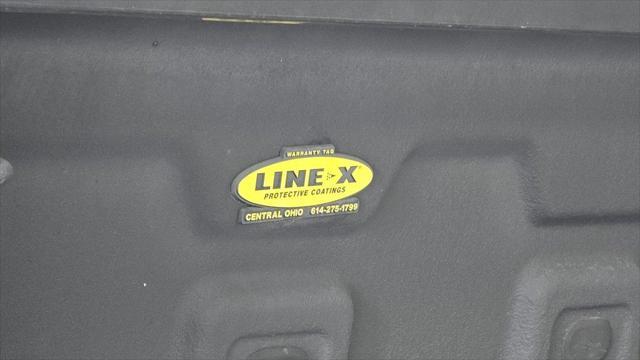 WARRANTY TAG
LINE-X®
PROTECTIVE COATINGS
CENTRAL OHIO 614-275-1799